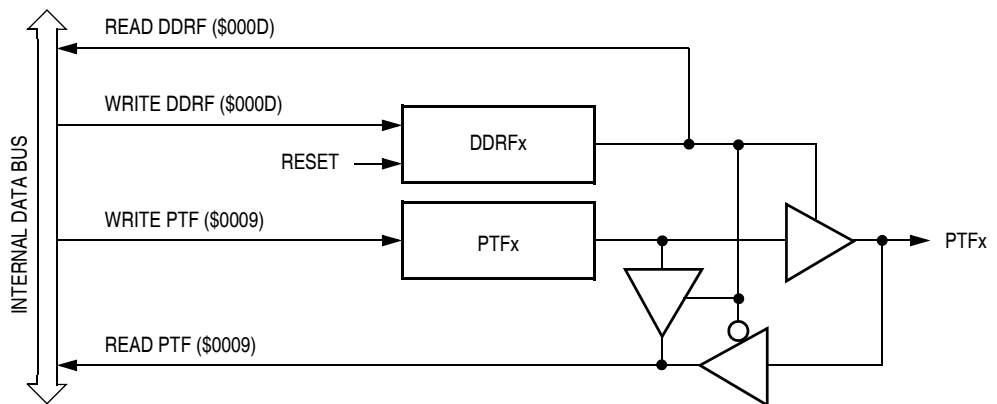 READ DDRF ($000D)
WRITE DDRF ($000D)
DDRFx
RESET
INTERNAL DATA BUS
WRITE PTF ($0009)
PTFx
PTFx
READ PTF ($0009)